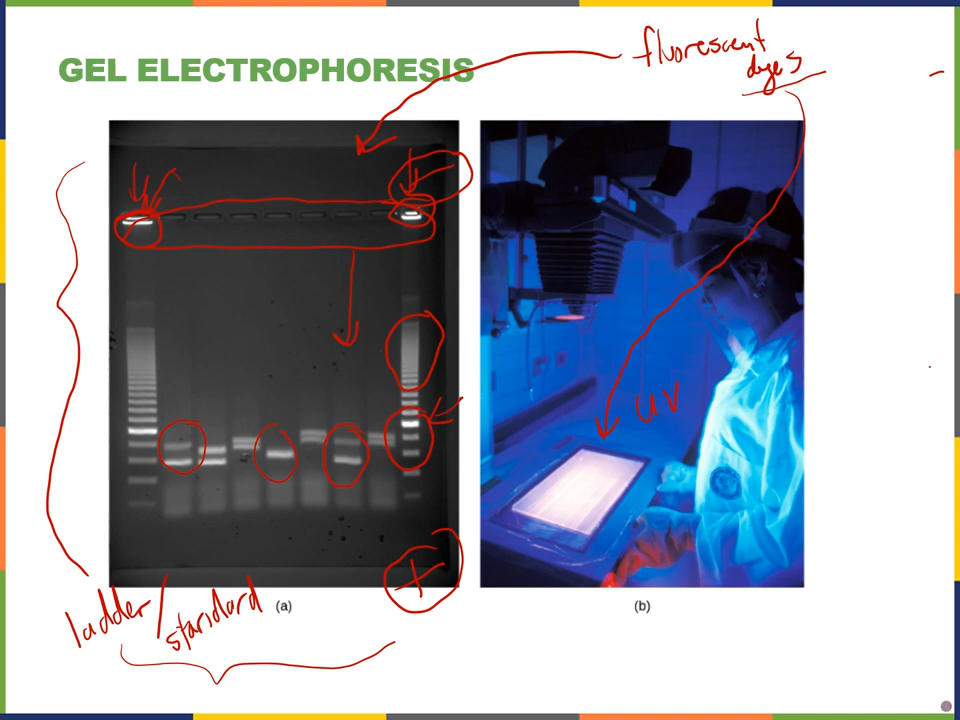 fluorescent
dyes
GEL ELECTROPHORESIS
UV
+
(a)
(b)
ladder/
standard